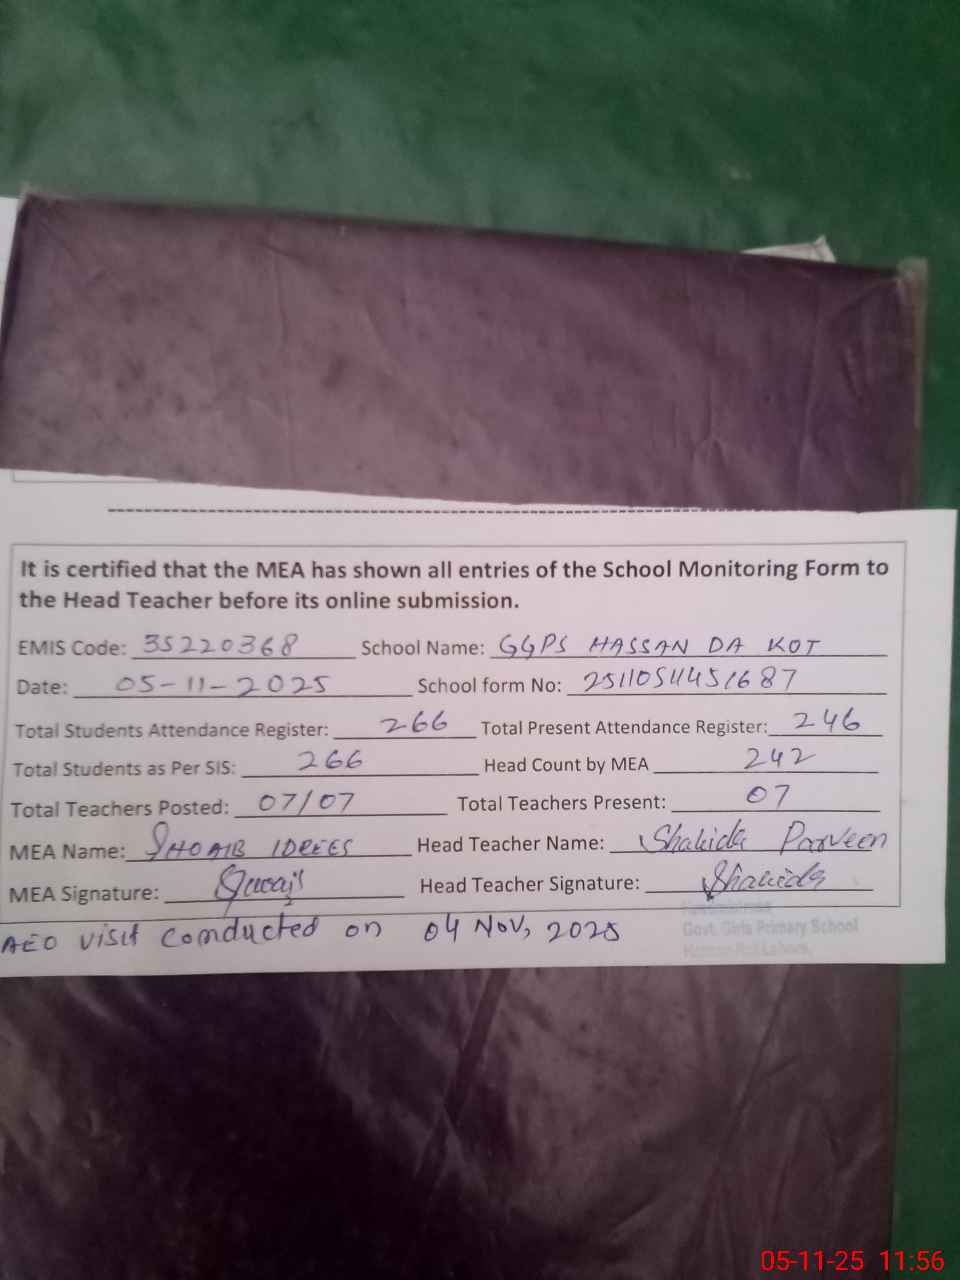 It is certified that the MEA has shown all entries of the School Monitoring Form to
the Head Teacher before its online submission.
EMIS Code: 35220368 School Name: GGPS HASSAN DA KOT
Date: 05-11-2025 School form No: 251105114451687
Total Students Attendance Register: 266 Total Present Attendance Register: 246
Total Students as Per SIS: 266 Head Count by MEA 242
Total Teachers Posted: 07/07 Total Teachers Present: 07
MEA Name: SHOAIB IDREES Head Teacher Name: Shahida Parveen
MEA Signature: Head Teacher Signature: Shahida
Govt. Girls Primary School
AEO visit conducted on 04 Nov, 2025
05-11-25 11:56